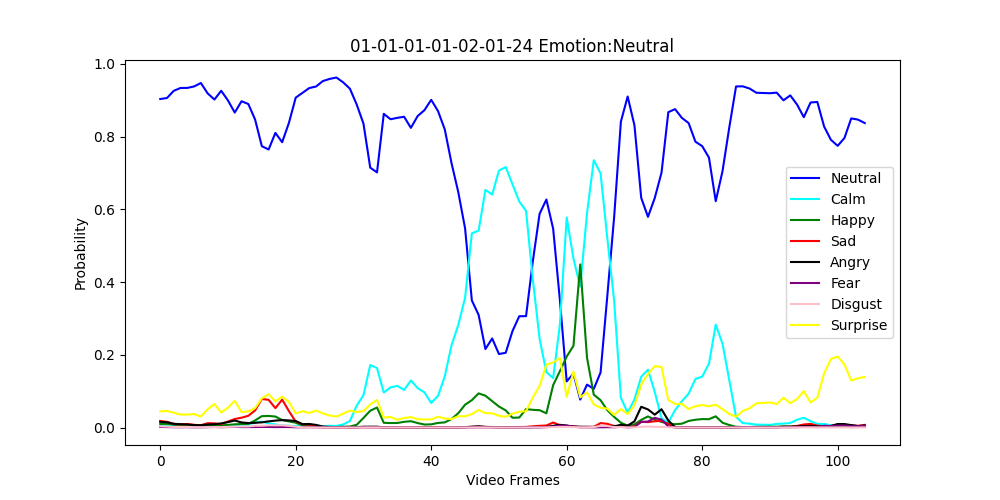 01-01-01-01-02-01-24 Emotion:Neutral
1.0
0.8
0.6
0.4
0.2
0.0
Probability
0
20
40
60
80
100
Video Frames
Neutral
Calm
Happy
Sad
Angry
Fear
Disgust
Surprise